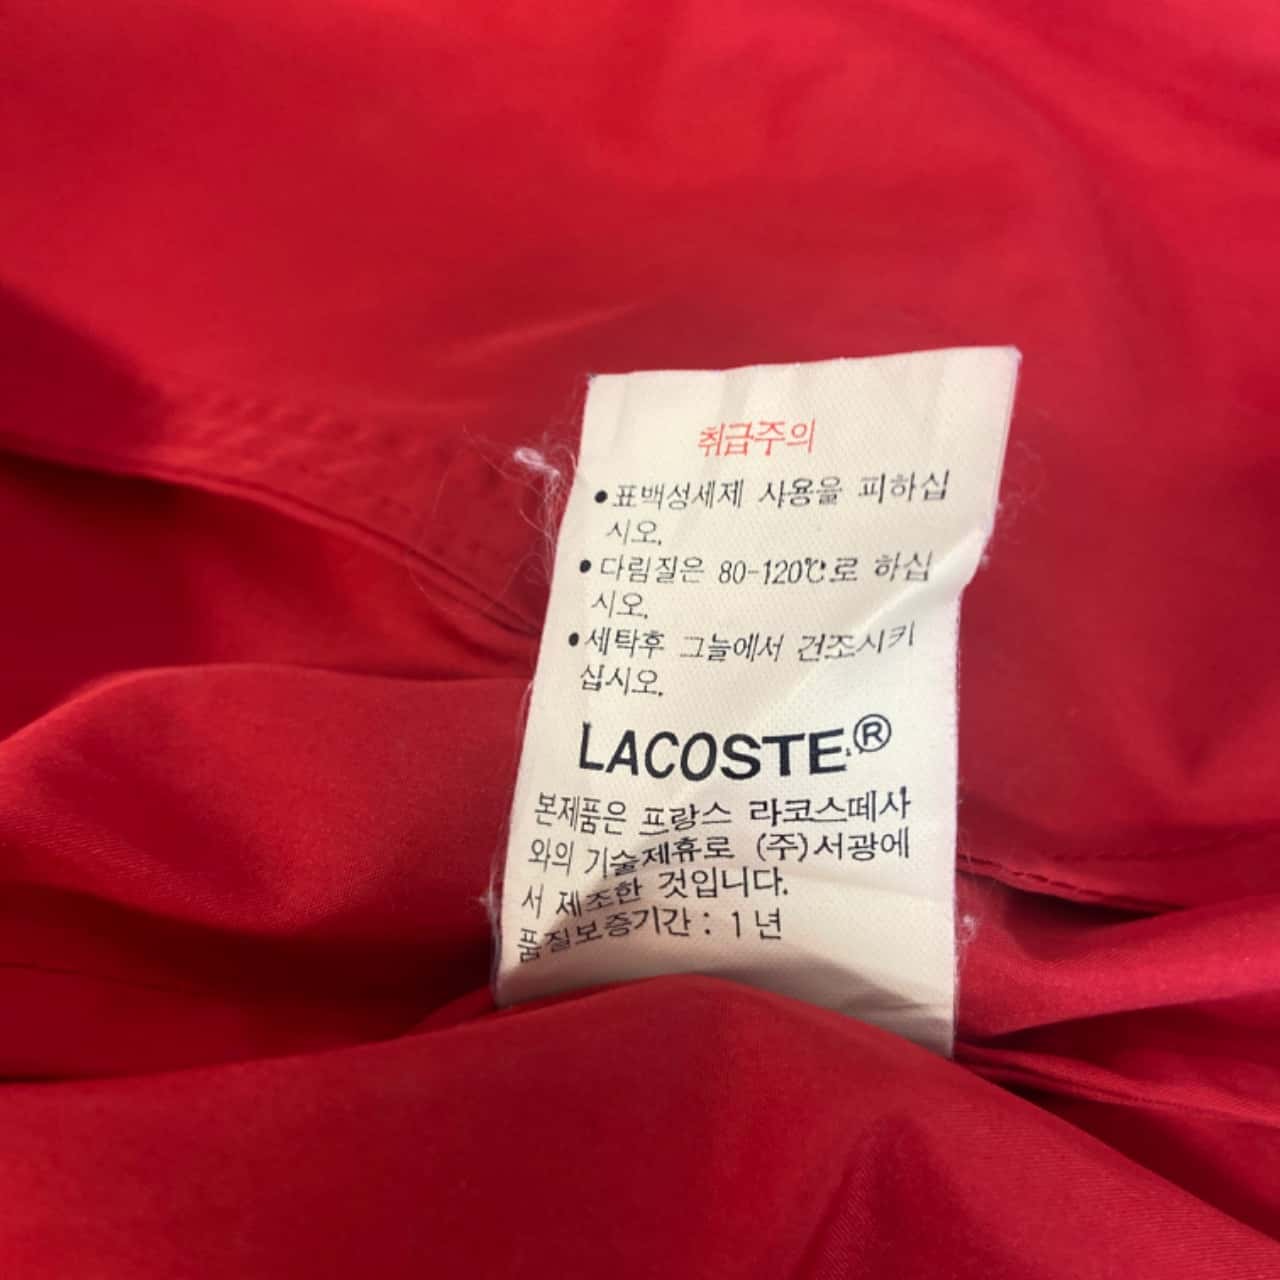 취급주의
●표백성세제 사용을 피하십
시오.
●다림질은 80-120℃로 하십
시오.
●세탁후 그늘에서 건조시키
십시오.
LACOSTE®
본제품은 프랑스 라코스떼사
와의 기술제휴로 (주)서광에
서 제조한 것입니다.
품질보증기간 : 1년